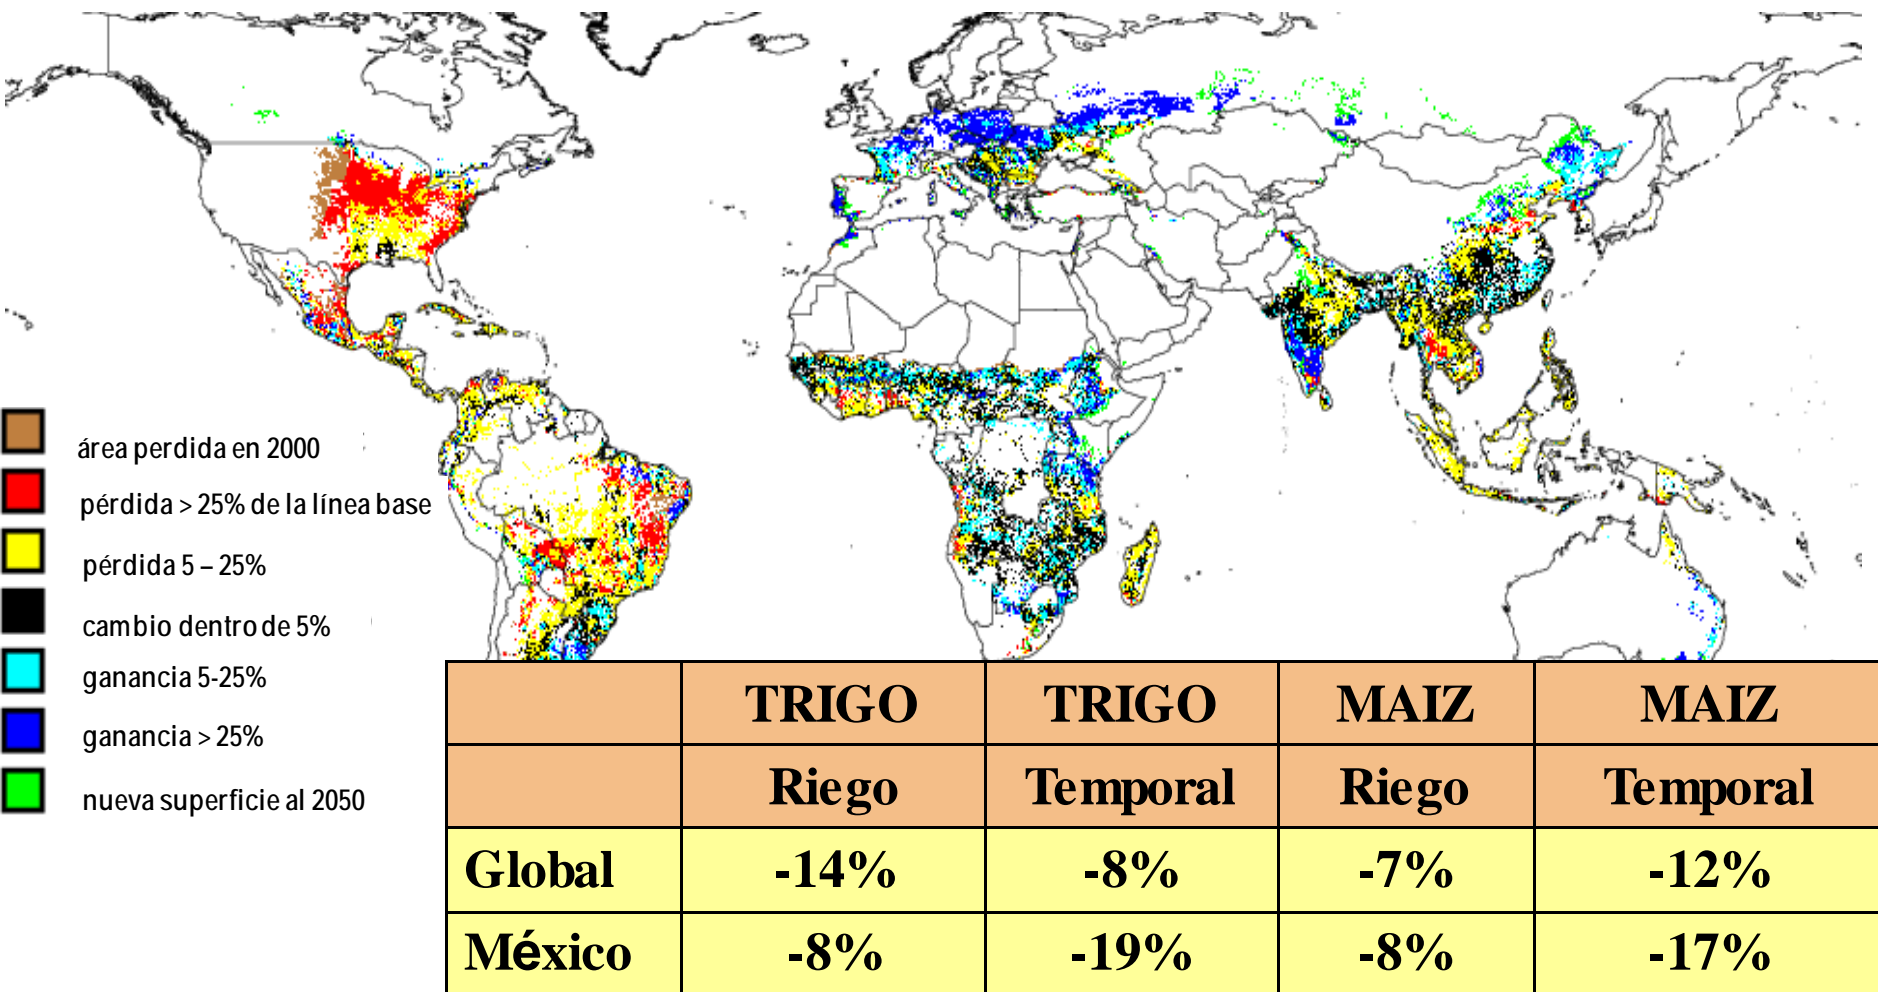 área perdida en 2000
pérdida > 25% de la línea base
pérdida 5 – 25%
cambio dentro de 5%
ganancia 5-25%
ganancia > 25%
nueva superficie al 2050
TRIGO TRIGO MAIZ MAIZ
Riego Temporal Riego Temporal
Global -14% -8% -7% -12%
México -8% -19% -8% -17%